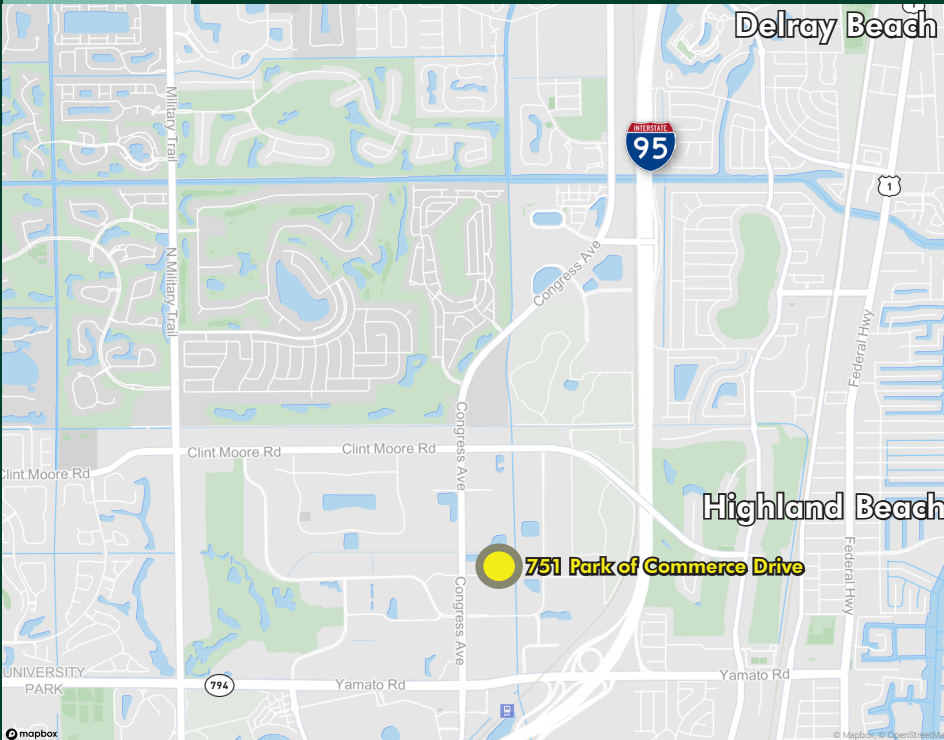 Delray Beach
Military Trail
INTERSTATE
95
1
N Military Trail
Congress Ave
Federal Hwy
Congress Ave
Clint Moore Rd
Clint Moore Rd
Clint Moore Rd
Highland Beach
751 Park of Commerce Drive
Federal Hwy
Congress Ave
UNIVERSITY
PARK
794
Yamato Rd
Yamato Rd
mapbox
© Mapbox, © OpenStreetMa